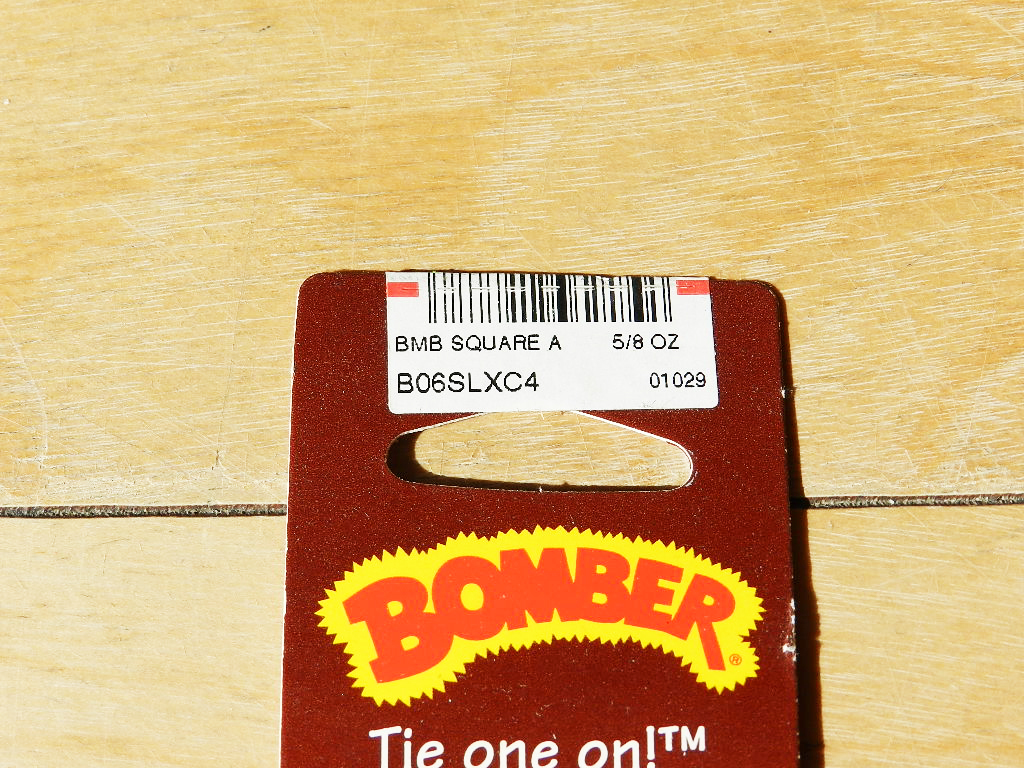 BMB SQUARE A 5/8 OZ
B06SLXC4 01029
BOMBER®
Tie one on!™